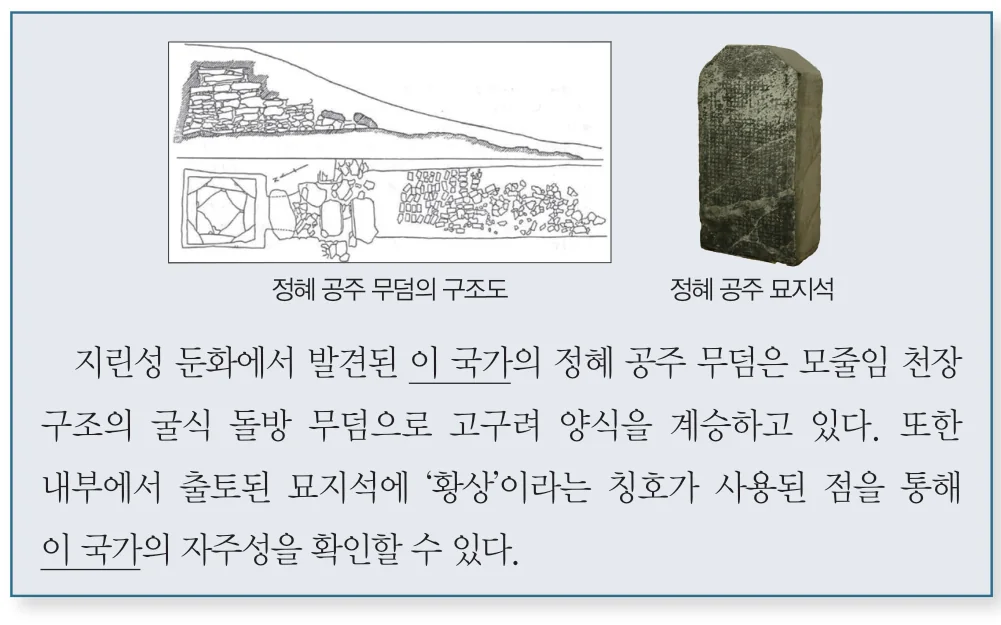 정혜 공주 무덤의 구조도
정혜 공주 묘지석
지린성 둔화에서 발견된 이 국가의 정혜 공주 무덤은 모줄임 천장
구조의 굴식 돌방 무덤으로 고구려 양식을 계승하고 있다. 또한
내부에서 출토된 묘지석에 ‘황상’이라는 칭호가 사용된 점을 통해
이 국가의 자주성을 확인할 수 있다.